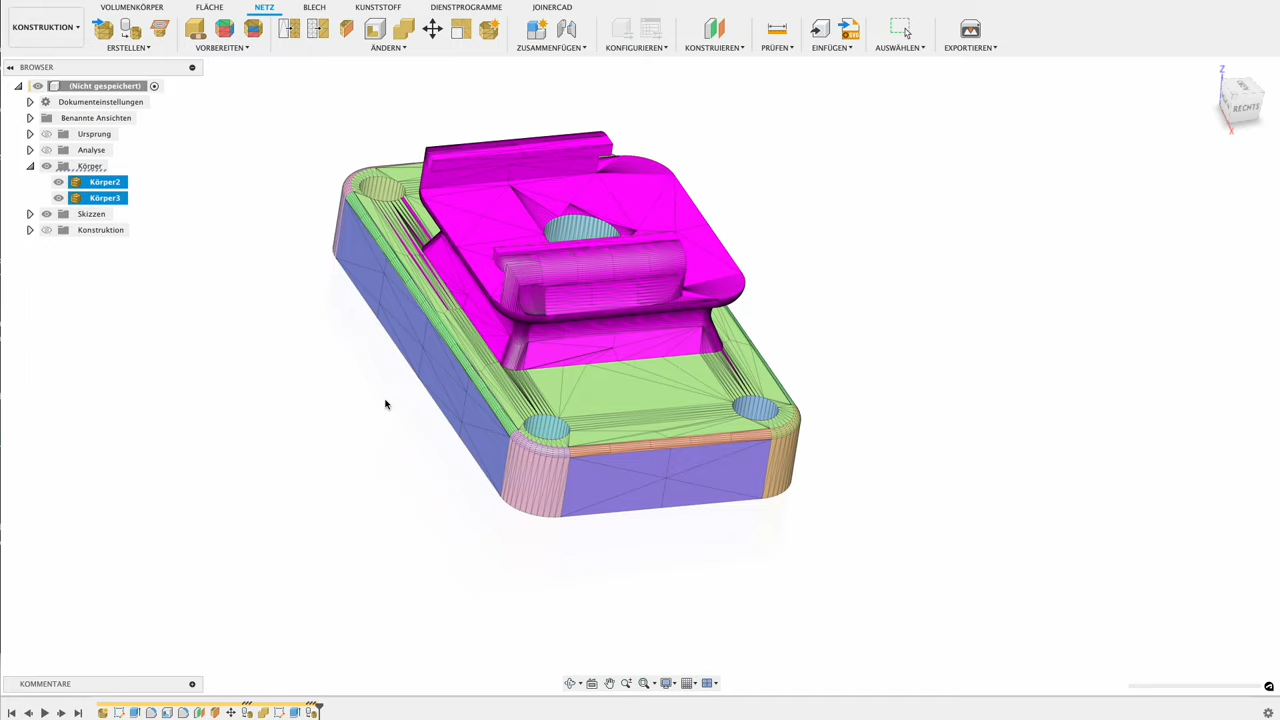 VOLUMENKÖRPER FLÄCHE NETZ BLECH KUNSTSTOFF DIENSTPROGRAMME JOINERCAD
KONSTRUKTION
ERSTELLEN VORBEREITEN ÄNDERN ZUSAMMENFÜGEN KONFIGURIEREN KONSTRUIEREN PRÜFEN EINFÜGEN AUSWÄHLEN EXPORTIEREN
BROWSER
(Nicht gespeichert)
Dokumenteinstellungen
Benannte Ansichten
Ursprung
Analyse
Körper
Körper2
Körper3
Skizzen
Konstruktion
Z
RECHTS
X
KOMMENTARE